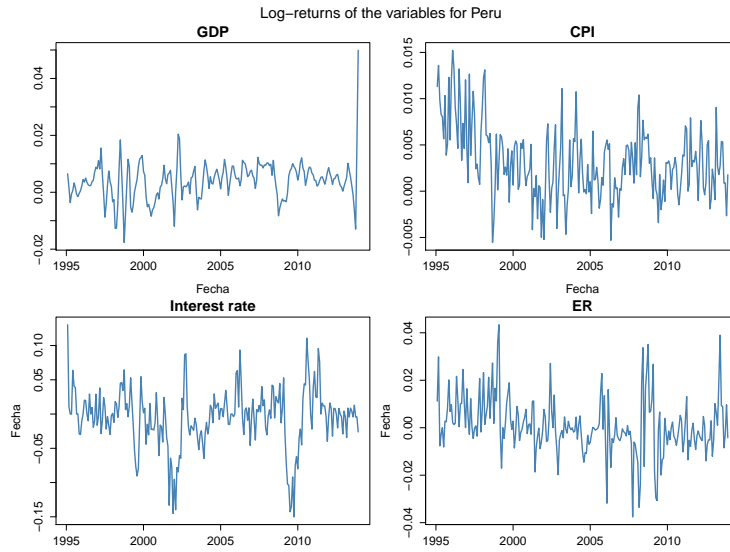 Log−returns of the variables for Peru
GDP
CPI
0.04
0.02
0.00
−0.02
0.015
0.010
0.005
0.000
−0.005
1995 2000 2005 2010
1995 2000 2005 2010
Fecha
Fecha
Interest rate
ER
Fecha
0.10
0.05
−0.05
−0.15
Fecha
0.04
0.02
0.00
−0.02
−0.04
1995 2000 2005 2010
1995 2000 2005 2010